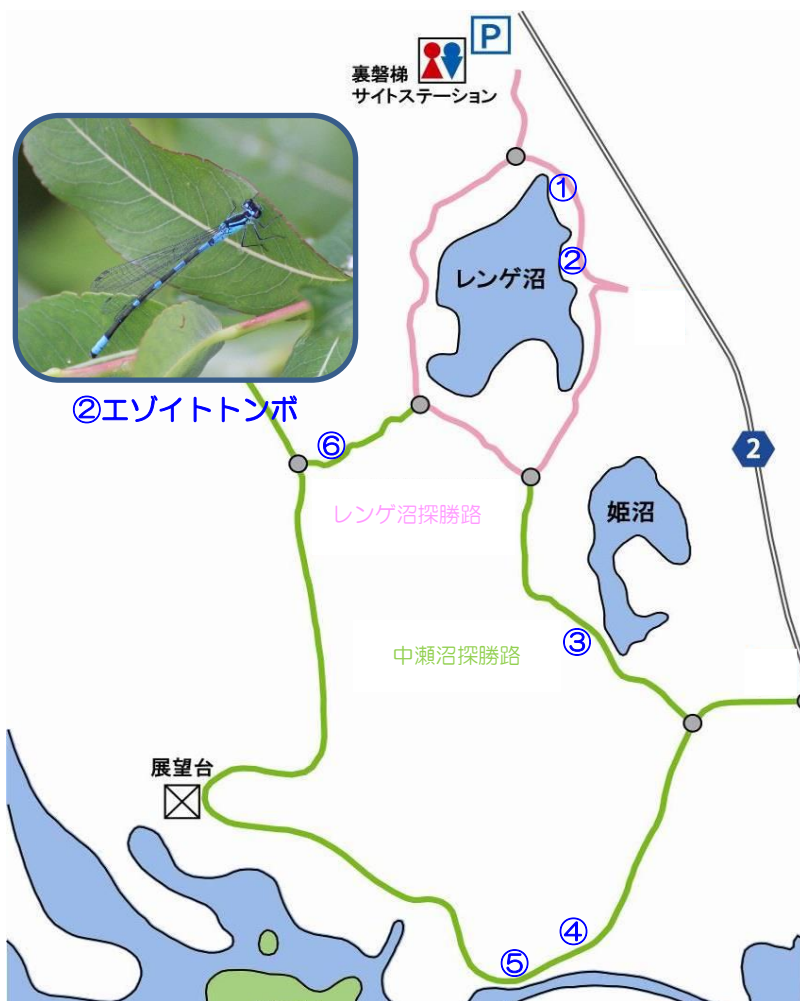 P
裏磐梯
サイトステーション
①
②
レンゲ沼
②エゾイトトンボ
⑥
2
姫沼
レンゲ沼探勝路
③
中瀬沼探勝路
展望台
④
⑤